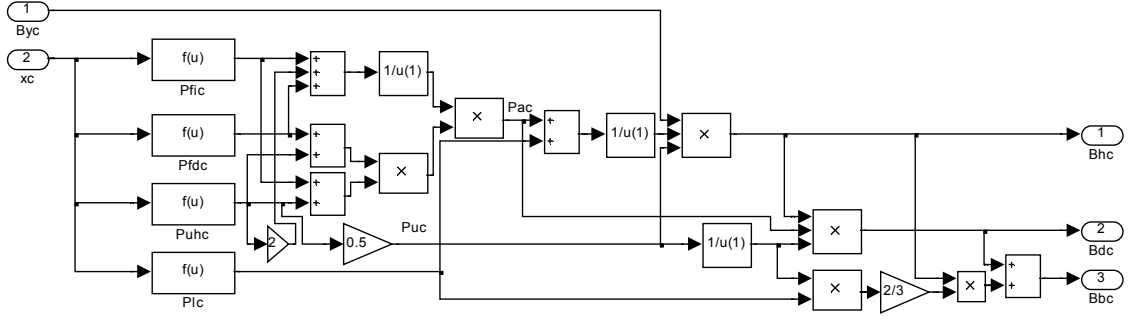 1
Byc
2
xc
f(u)
Pfic
f(u)
Pfdc
f(u)
Puhc
f(u)
Plc
+
+
+
+
+
+
+
2
0.5
1/u(1)
×
×
Pac
Puc
+
+
1/u(1)
×
1/u(1)
×
×
2/3
×
+
+
1
Bhc
2
Bdc
3
Bbc